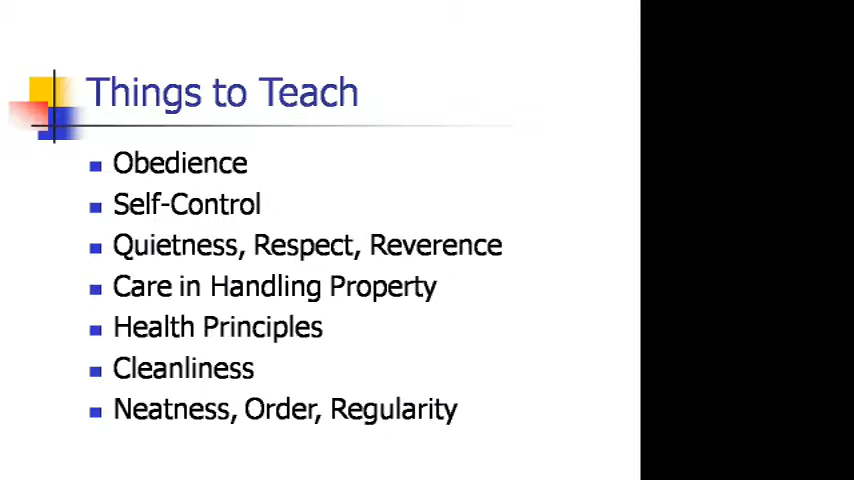 Things to Teach
Obedience
Self-Control
Quietness, Respect, Reverence
Care in Handling Property
Health Principles
Cleanliness
Neatness, Order, Regularity